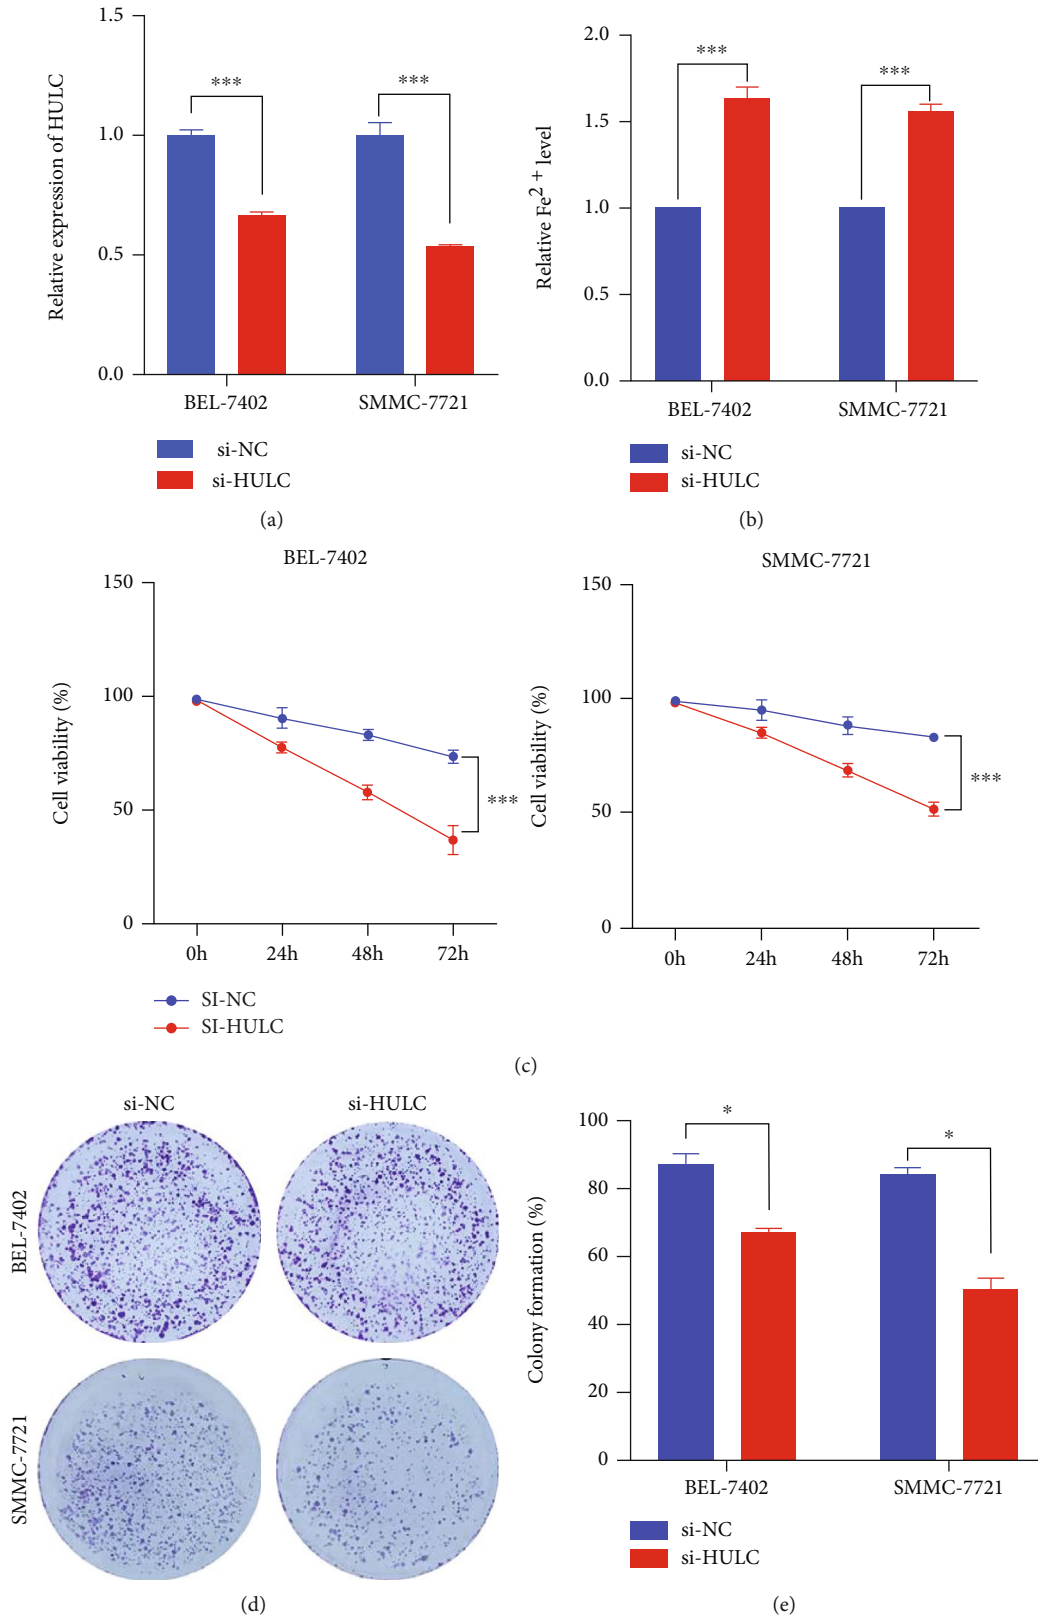 Relative expression of HULC
1.5
1.0
0.5
0.0
***
***
BEL-7402
SMMC-7721
si-NC
si-HULC
(a)
Relative Fe2 + level
2.0
1.5
1.0
0.5
0.0
***
***
BEL-7402
SMMC-7721
si-NC
si-HULC
(b)
BEL-7402
Cell viability (%)
150
100
50
0
***
0h 24h 48h 72h
SI-NC
SI-HULC
SMMC-7721
Cell viability (%)
150
100
50
0
***
0h 24h 48h 72h
(c)
si-NC si-HULC
BEL-7402
SMMC-7721
(d)
Colony formation (%)
100
80
60
40
20
0
*
*
BEL-7402
SMMC-7721
si-NC
si-HULC
(e)